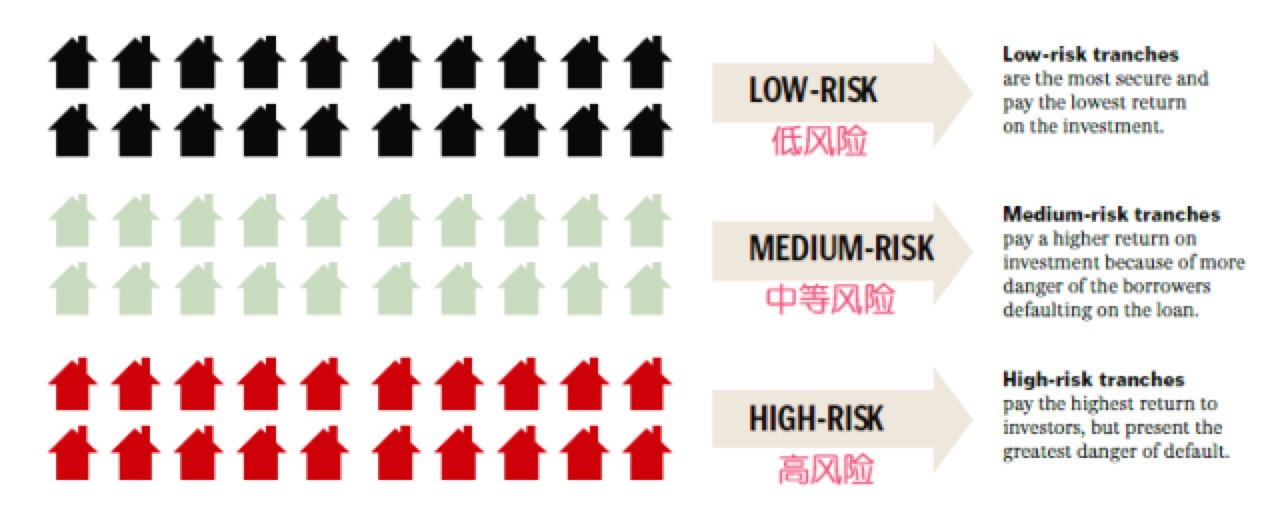 LOW-RISK
低风险
Low-risk tranches
are the most secure and
pay the lowest return
on the investment.
MEDIUM-RISK
中等风险
Medium-risk tranches
pay a higher return on
investment because of more
danger of the borrowers
defaulting on the loan.
HIGH-RISK
高风险
High-risk tranches
pay the highest return to
investors, but present the
greatest danger of default.